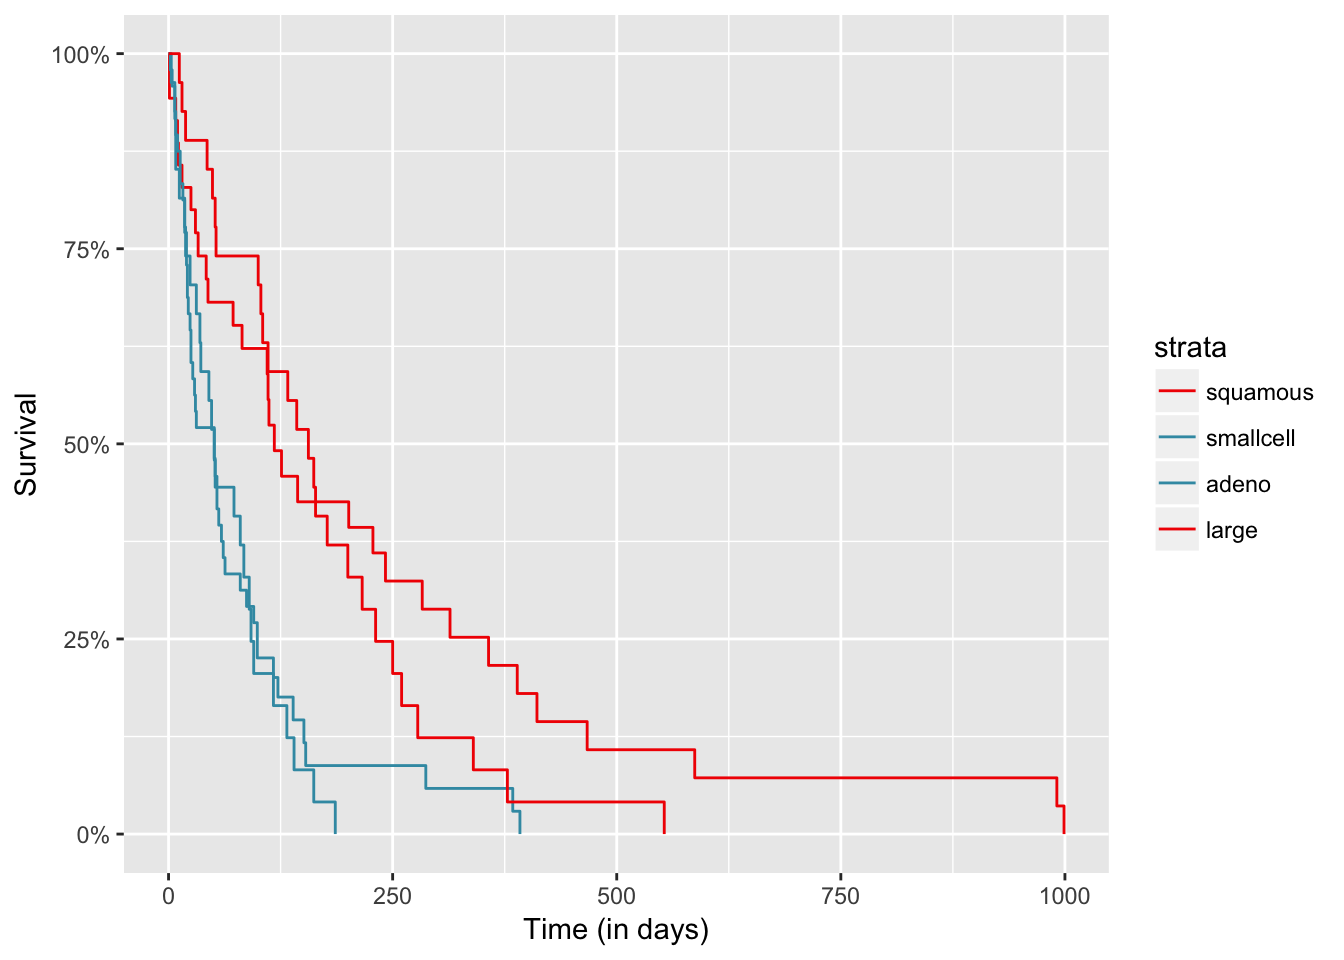 100%
75%
50%
25%
0%
Survival
0
250
500
750
1000
Time (in days)
strata
squamous
smallcell
adeno
large